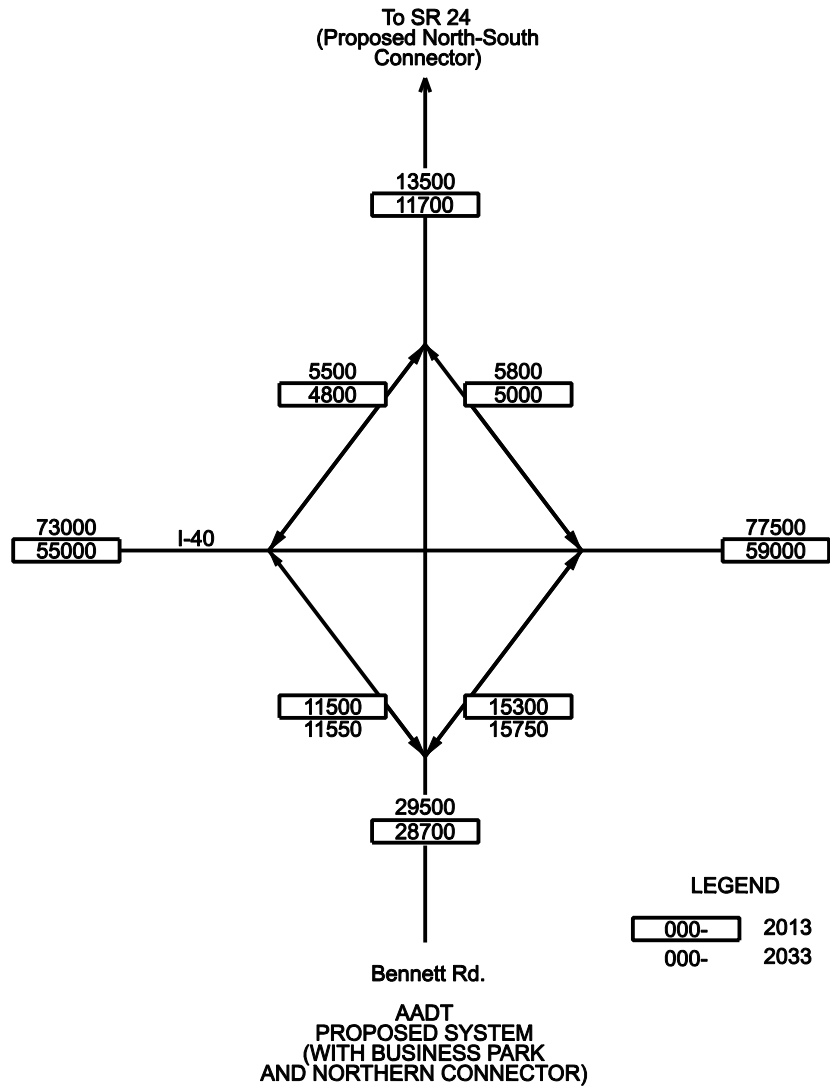 To SR 24
(Proposed North-South
Connector)
13500
11700
5500
4800
5800
5000
73000
55000
I-40
77500
59000
11500
11550
15300
15750
29500
28700
LEGEND
000- 2013
000- 2033
Bennett Rd.
AADT
PROPOSED SYSTEM
(WITH BUSINESS PARK
AND NORTHERN CONNECTOR)